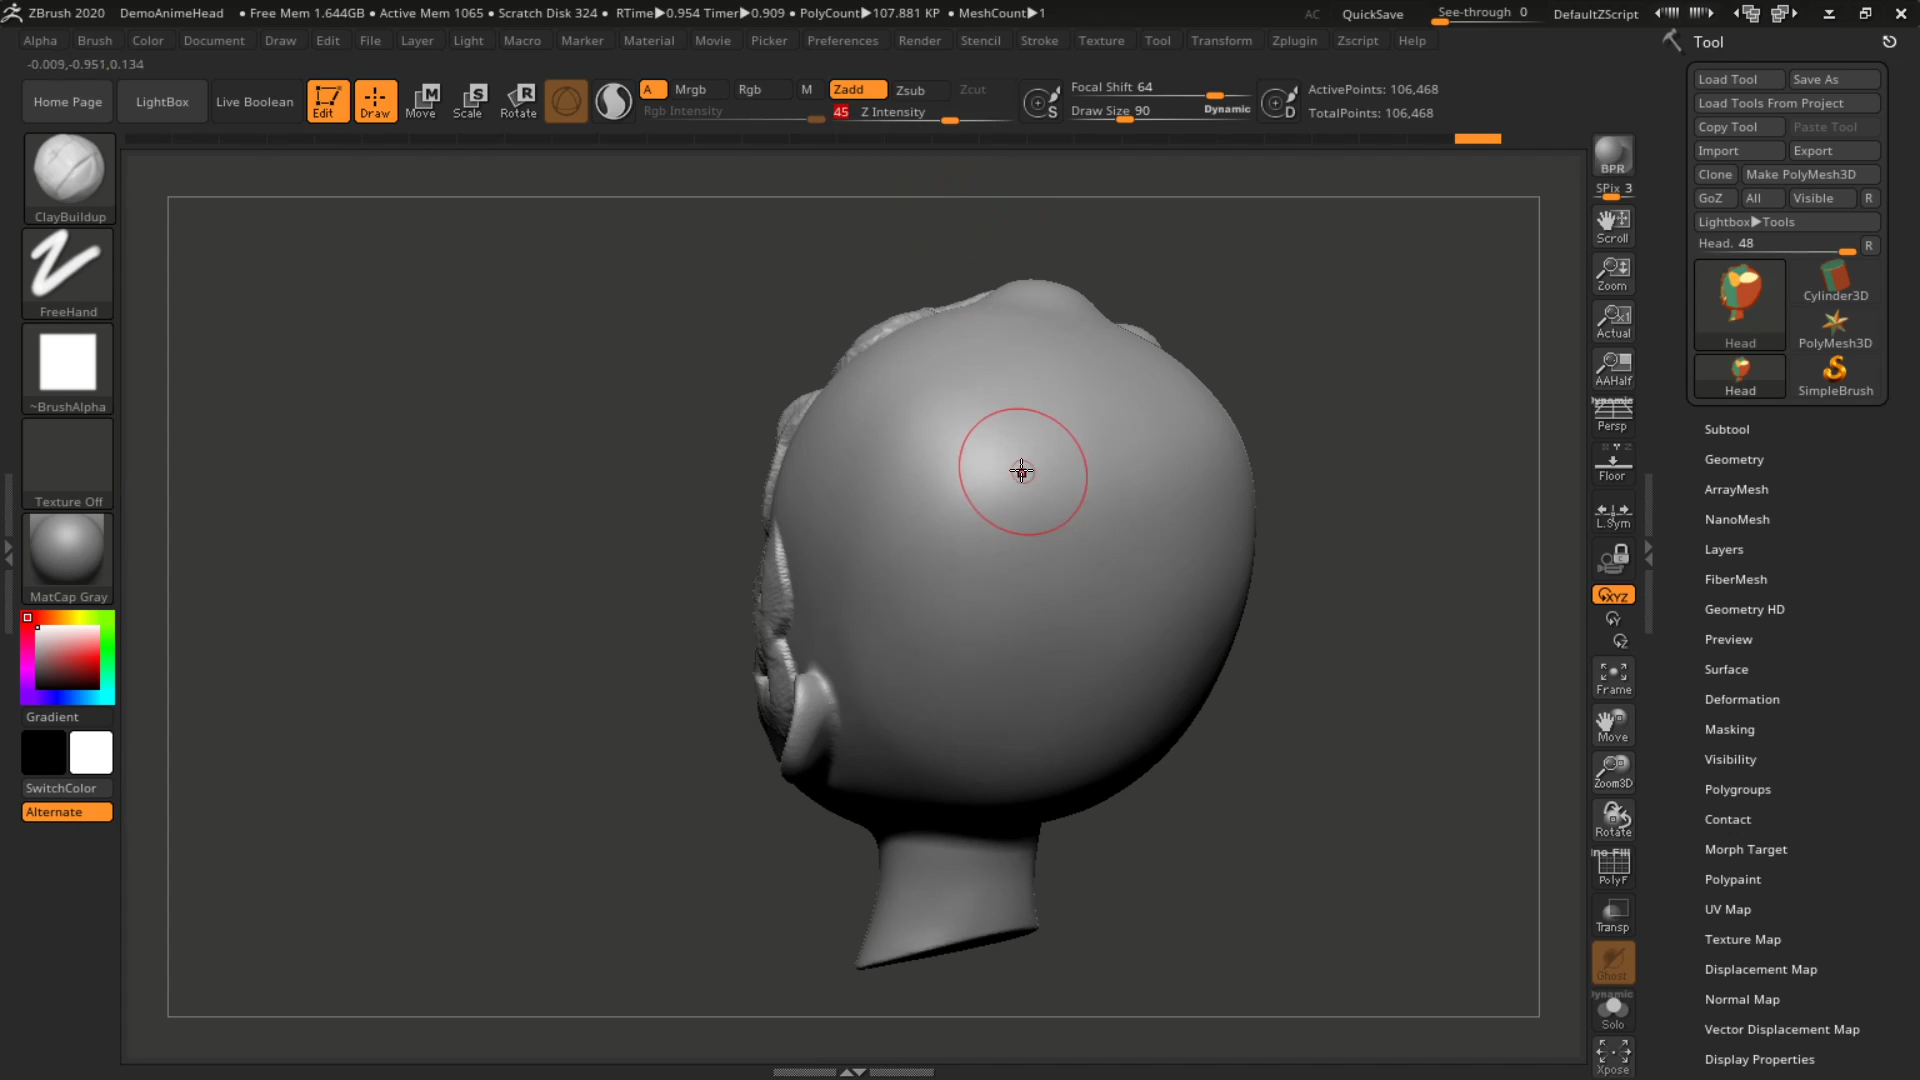 ZBrush 2020 DemoAnimeHead • Free Mem 1.644GB • Active Mem 1065 • Scratch Disk 324 • RTime▶0.954 Timer▶0.909 • PolyCount▶107.881 KP • MeshCount▶1 AC QuickSave See-through 0 DefaultZScript
Alpha Brush Color Document Draw Edit File Layer Light Macro Marker Material Movie Picker Preferences Render Stencil Stroke Texture Tool Transform Zplugin Zscript Help
Tool
-0.009,-0.951,0.134
Home Page LightBox Live Boolean Edit Draw Move Scale Rotate
M S R
A Mrgb Rgb M Zadd Zsub Zcut
Rgb Intensity 45 Z Intensity
S Focal Shift 64
Draw Size 90 Dynamic
D ActivePoints: 106,468
TotalPoints: 106,468
ClayBuildup
FreeHand
~BrushAlpha
Texture Off
MatCap Gray
Gradient
SwitchColor
Alternate
BPR
SPix 3
Scroll
Zoom
Actual
AAHalf
Dynamic
Persp
Floor
L.Sym
XYZ
Y
Z
Frame
Move
Zoom3D
Rotate
PolyF
Transp
Ghost
Dynamic
Solo
Xpose
Load Tool Save As
Load Tools From Project
Copy Tool Paste Tool
Import Export
Clone Make PolyMesh3D
GoZ All Visible R
Lightbox▶Tools
Head. 48 R
Head Cylinder3D
PolyMesh3D
Head SimpleBrush
Subtool
Geometry
ArrayMesh
NanoMesh
Layers
FiberMesh
Geometry HD
Preview
Surface
Deformation
Masking
Visibility
Polygroups
Contact
Morph Target
Polypaint
UV Map
Texture Map
Displacement Map
Normal Map
Vector Displacement Map
Display Properties